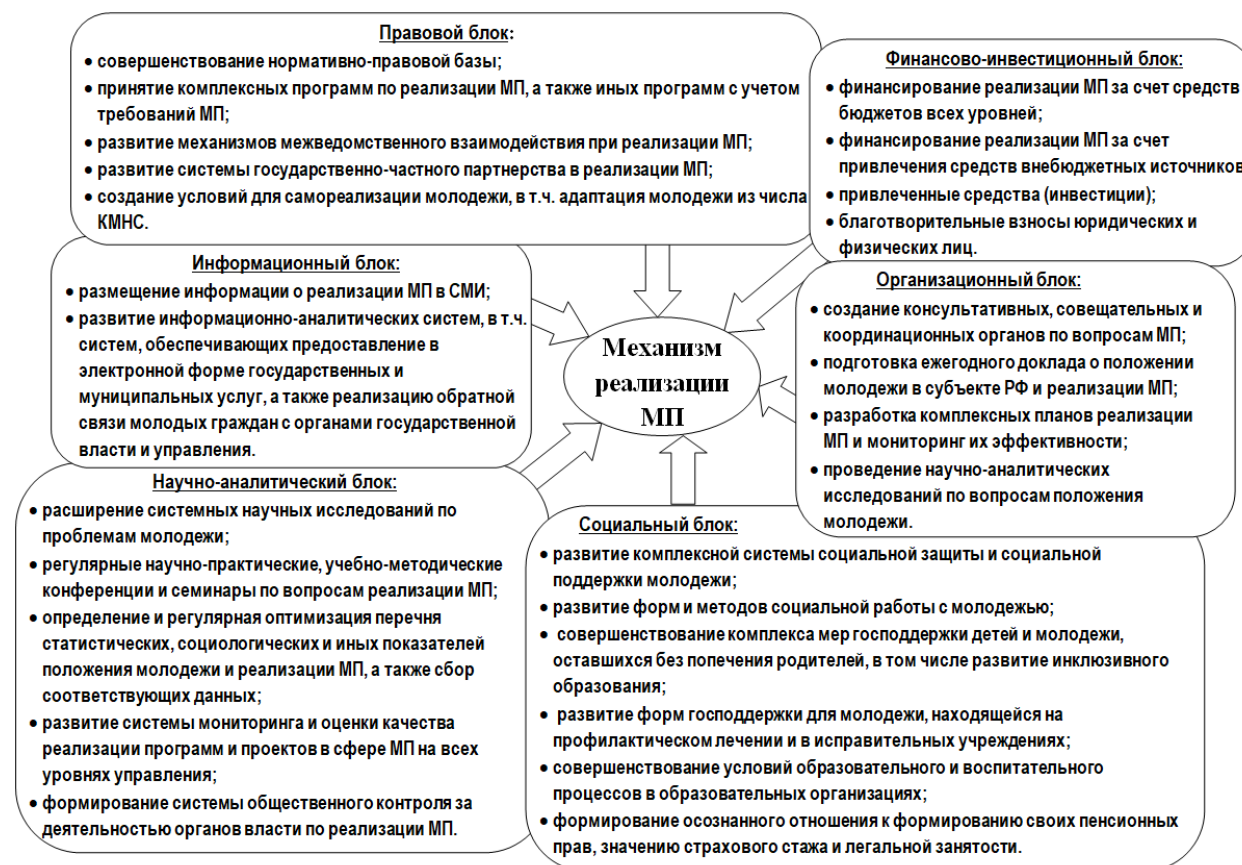 Правовой блок:
• совершенствование нормативно-правовой базы;
• принятие комплексных программ по реализации МП, а также иных программ с учетом
требований МП;
• развитие механизмов межведомственного взаимодействия при реализации МП;
• развитие системы государственно-частного партнерства в реализации МП;
• создание условий для самореализации молодежи, в т.ч. адаптация молодежи из числа
КМНС.
Финансово-инвестиционный блок:
• финансирование реализации МП за счет средств
бюджетов всех уровней;
• финансирование реализации МП за счет
привлечения средств внебюджетных источников
• привлеченные средства (инвестиции);
• благотворительные взносы юридических и
физических лиц.
Информационный блок:
• размещение информации о реализации МП в СМИ;
• развитие информационно-аналитических систем, в т.ч.
систем, обеспечивающих предоставление в
электронной форме государственных и
муниципальных услуг, а также реализацию обратной
связи молодых граждан с органами государственной
власти и управления.
Механизм
реализации
МП
Организационный блок:
• создание консультативных, совещательных и
координационных органов по вопросам МП;
• подготовка ежегодного доклада о положении
молодежи в субъекте РФ и реализации МП;
• разработка комплексных планов реализации
МП и мониторинг их эффективности;
• проведение научно-аналитических
исследований по вопросам положения
молодежи.
Научно-аналитический блок:
• расширение системных научных исследований по
проблемам молодежи;
• регулярные научно-практические, учебно-методические
конференции и семинары по вопросам реализации МП;
• определение и регулярная оптимизация перечня
статистических, социологических и иных показателей
положения молодежи и реализации МП, а также сбор
соответствующих данных;
• развитие системы мониторинга и оценки качества
реализации программ и проектов в сфере МП на всех
уровнях управления;
• формирование системы общественного контроля за
деятельностью органов власти по реализации МП.
Социальный блок:
• развитие комплексной системы социальной защиты и социальной
поддержки молодежи;
• развитие форм и методов социальной работы с молодежью;
• совершенствование комплекса мер господдержки детей и молодежи,
оставшихся без попечения родителей, в том числе развитие инклюзивного
образования;
• развитие форм господдержки для молодежи, находящейся на
профилактическом лечении и в исправительных учреждениях;
• совершенствование условий образовательного и воспитательного
процессов в образовательных организациях;
• формирование осознанного отношения к формированию своих пенсионных
прав, значению страхового стажа и легальной занятости.